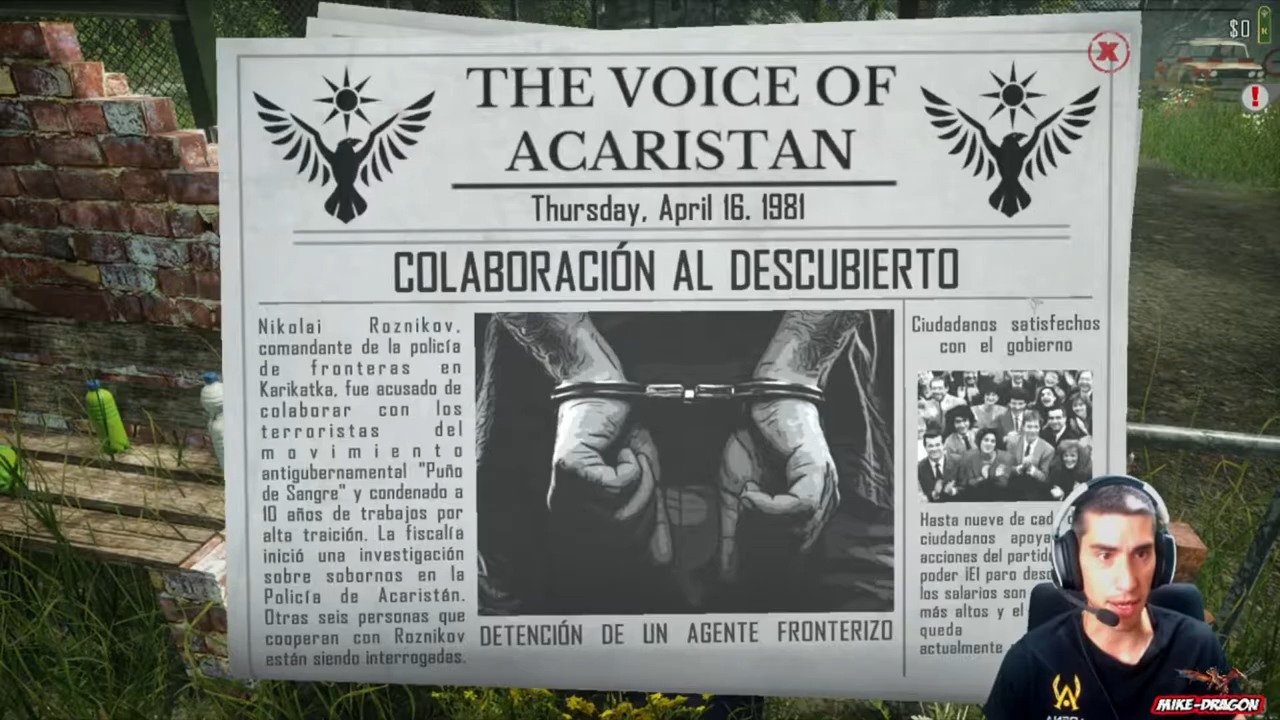 $0
THE VOICE OF
ACARISTAN
Thursday, April 16. 1981
COLABORACIÓN AL DESCUBIERTO
Nikolai Roznikov,
comandante de la policía
de fronteras en
Karikatka, fue acusado de
colaborar con los
terroristas del
movimiento
antigubernamental "Puño
de Sangre" y condenado a
10 años de trabajos por
alta traición. La fiscalía
inició una investigación
sobre sobornos en la
Policía de Acaristán.
Otras seis personas que
cooperan con Roznikov
están siendo interrogadas.
DETENCIÓN DE UN AGENTE FRONTERIZO
Ciudadanos satisfechos
con el gobierno
Hasta nueve de cad
ciudadanos apoya
acciones del partido
poder ¡El paro desc
los salarios son
más altos y el
queda
actualmente
MIKE-DRAGON